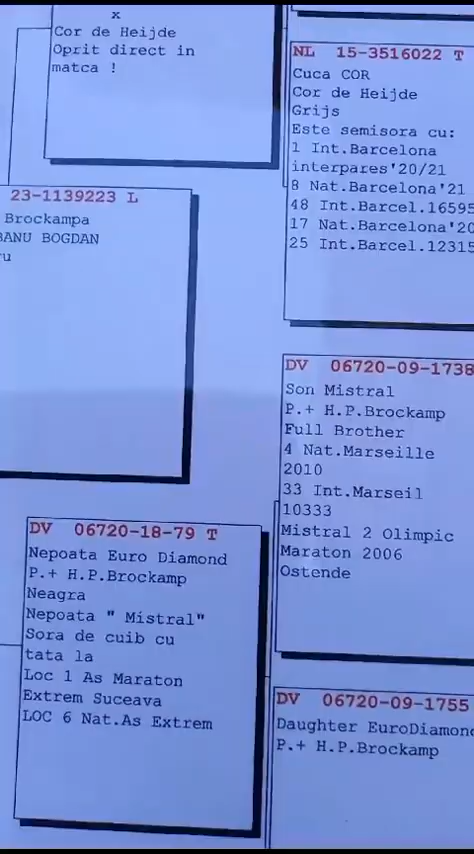 x
Cor de Heijde
Oprit direct in
matca !
NL 15-3516022 T
Cuca COR
Cor de Heijde
Grijs
Este semisora cu:
1 Int.Barcelona
interpares'20/21
8 Nat.Barcelona'21
48 Int.Barcel.16595
17 Nat.Barcelona'20
25 Int.Barcel.12315
23-1139223 L
Brockampa
BANU BOGDAN
ru
DV 06720-09-1738
Son Mistral
P.+ H.P.Brockamp
Full Brother
4 Nat.Marseille
2010
33 Int.Marseil
10333
Mistral 2 Olimpic
Maraton 2006
Ostende
DV 06720-18-79 T
Nepoata Euro Diamond
P.+ H.P.Brockamp
Neagra
Nepoata " Mistral"
Sora de cuib cu
tata la
Loc 1 As Maraton
Extrem Suceava
LOC 6 Nat.As Extrem
DV 06720-09-1755
Daughter EuroDiamond
P.+ H.P.Brockamp